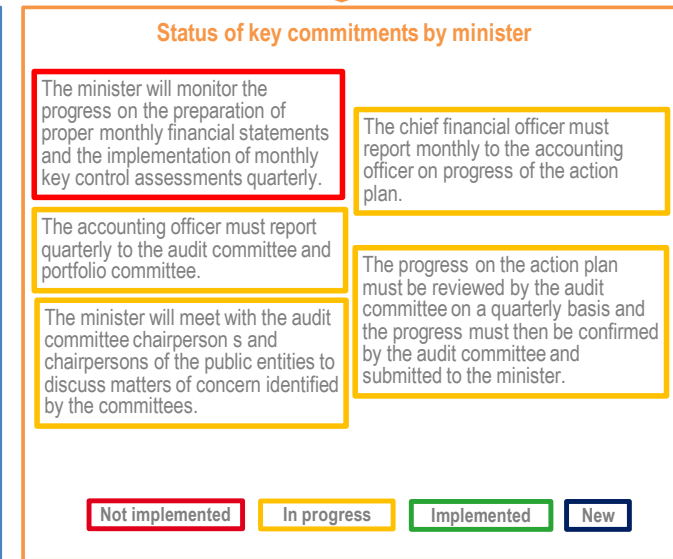 Status of key commitments by minister
The minister will monitor the
progress on the preparation of
proper monthly financial statements
and the implementation of monthly
key control assessments quarterly.
The accounting officer must report
quarterly to the audit committee and
portfolio committee.
The minister will meet with the audit
committee chairperson s and
chairpersons of the public entities to
discuss matters of concern identified
by the committees.
The chief financial officer must
report monthly to the accounting
officer on progress of the action
plan.
The progress on the action plan
must be reviewed by the audit
committee on a quarterly basis and
the progress must then be confirmed
by the audit committee and
submitted to the minister.
Not implemented
In progress
Implemented
New